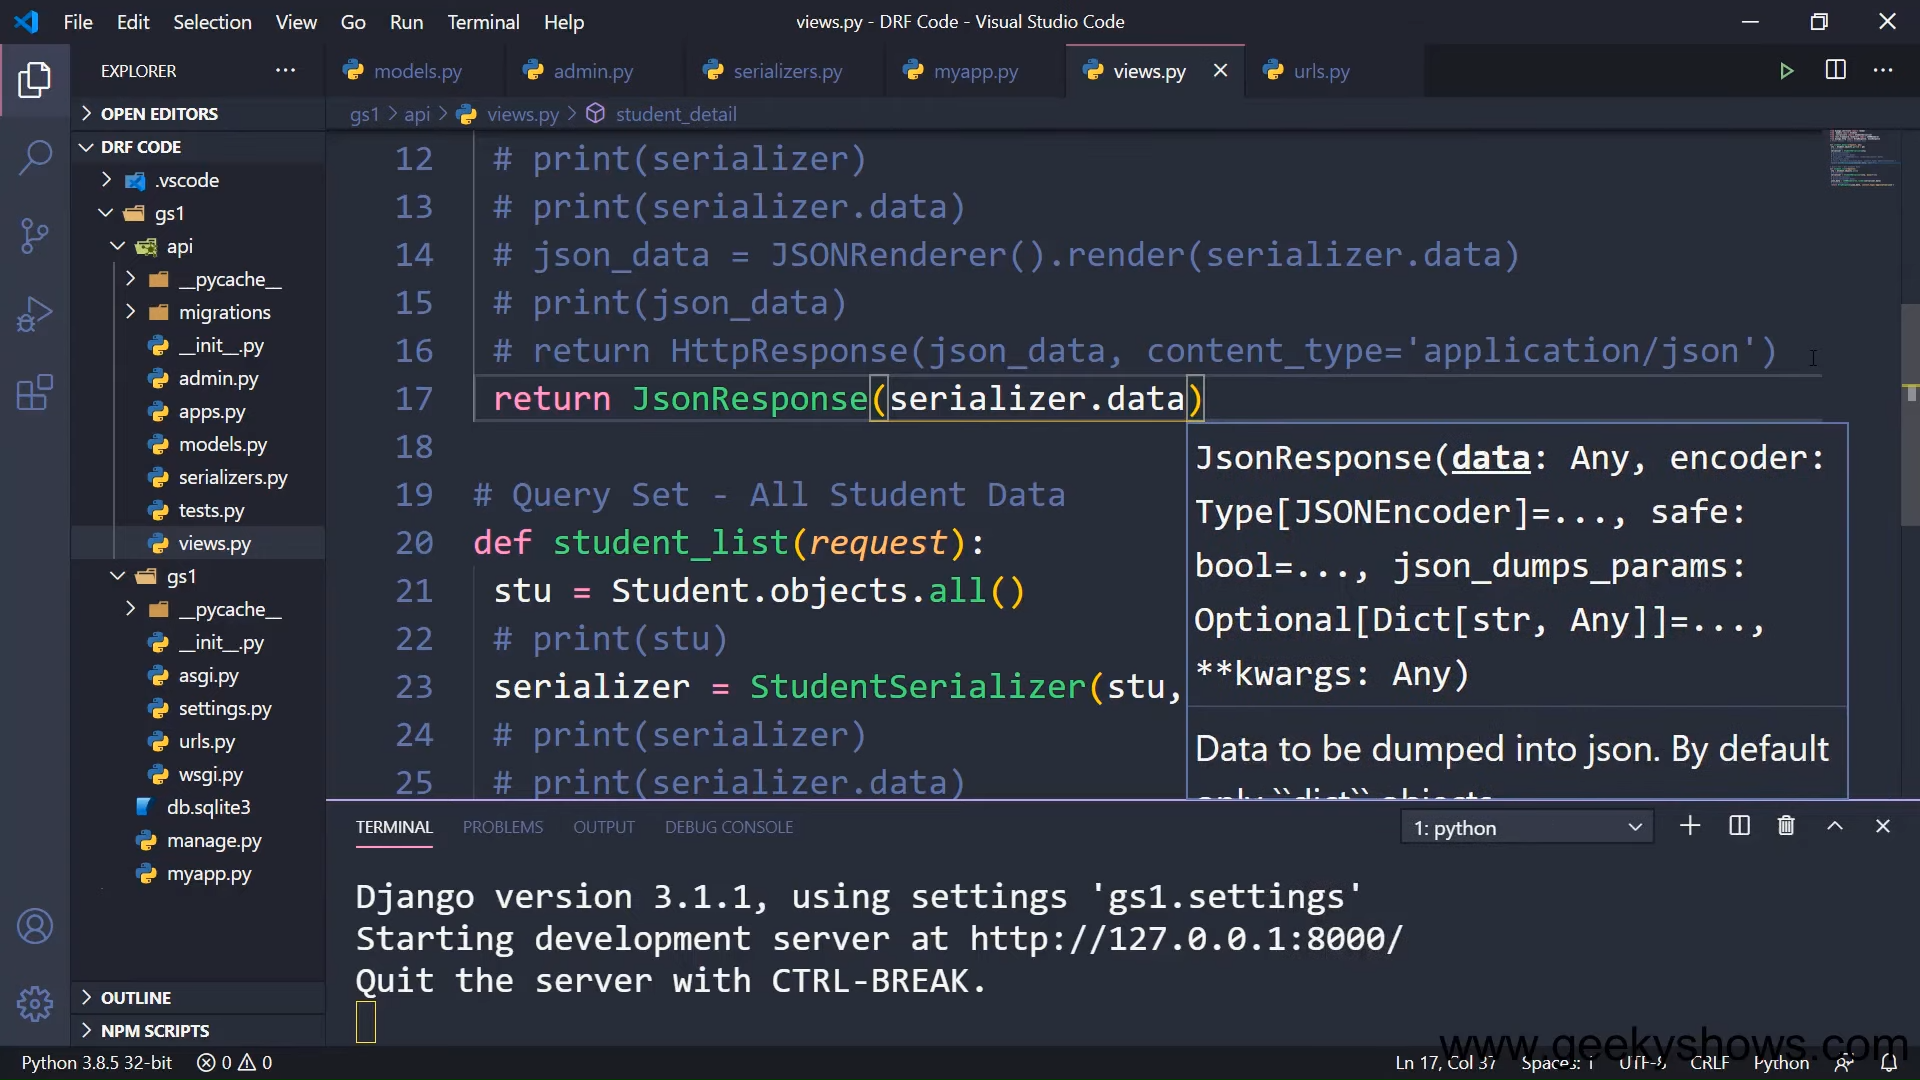 File Edit Selection View Go Run Terminal Help
views.py - DRF Code - Visual Studio Code
EXPLORER
models.py
admin.py
serializers.py
myapp.py
views.py
urls.py
OPEN EDITORS
DRF CODE
.vscode
gs1
api
__pycache__
migrations
__init__.py
admin.py
apps.py
models.py
serializers.py
tests.py
views.py
gs1
__pycache__
__init__.py
asgi.py
settings.py
urls.py
wsgi.py
db.sqlite3
manage.py
myapp.py
OUTLINE
NPM SCRIPTS
gs1 > api > views.py > student_detail
12 # print(serializer)
13 # print(serializer.data)
14 # json_data = JSONRenderer().render(serializer.data)
15 # print(json_data)
16 # return HttpResponse(json_data, content_type='application/json')
17 return JsonResponse(serializer.data)
18
19 # Query Set - All Student Data
20 def student_list(request):
21 stu = Student.objects.all()
22 # print(stu)
23 serializer = StudentSerializer(stu,
24 # print(serializer)
25 # print(serializer.data)
JsonResponse(data: Any, encoder:
Type[JSONEncoder]=..., safe:
bool=..., json_dumps_params:
Optional[Dict[str, Any]]=...,
**kwargs: Any)
Data to be dumped into json. By default
only ``dict`` objects
TERMINAL PROBLEMS OUTPUT DEBUG CONSOLE
1: python
Django version 3.1.1, using settings 'gs1.settings'
Starting development server at http://127.0.0.1:8000/
Quit the server with CTRL-BREAK.
www.geekyshows.com
Python 3.8.5 32-bit 0 0
Ln 17, Col 37 Spaces: 1 UTF-8 CRLF Python